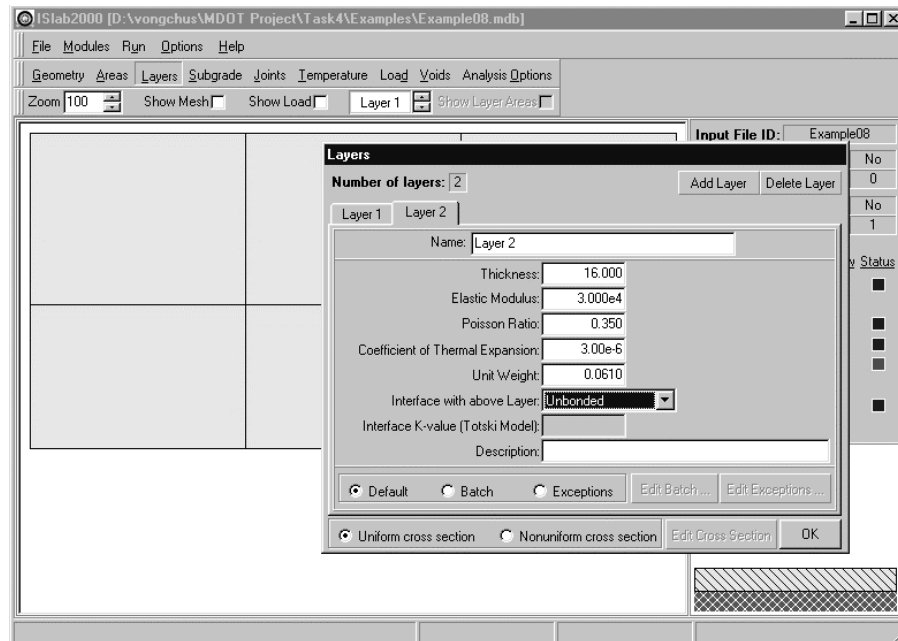 ISlab2000 [D:\vongchus\MDOT Project\Task4\Examples\Example08.mdb]
File Modules Run Options Help
Geometry Areas Layers Subgrade Joints Temperature Load Voids Analysis Options
Zoom 100 Show Mesh Show Load Layer 1 Show Layer Areas
Input File ID: Example08
Layers
No
Number of layers: 2 Add Layer Delete Layer
0
No
Layer 1 Layer 2
1
Name: Layer 2
Status
Thickness: 16.000
Elastic Modulus: 3.000e4
Poisson Ratio: 0.350
Coefficient of Thermal Expansion: 3.00e-6
Unit Weight: 0.0610
Interface with above Layer: Unbonded
Interface K-value (Totski Model):
Description:
Default Batch Exceptions Edit Batch ... Edit Exceptions ...
Uniform cross section Nonuniform cross section Edit Cross Section OK